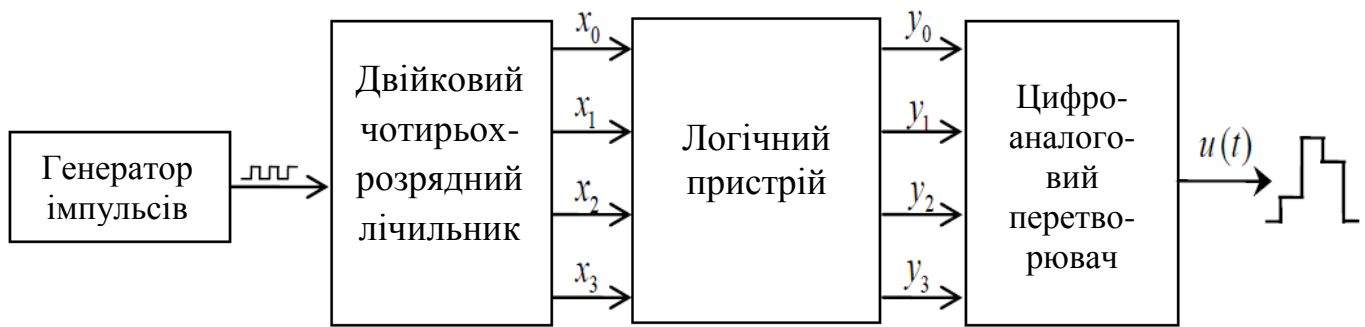 Генератор
імпульсів
Двійковий
чотирьох-
розрядний
лічильник
x₀
x₁
x₂
x₃
Логічний
пристрій
y₀
y₁
y₂
y₃
Цифро-
аналого-
вий
перетво-
рювач
u(t)